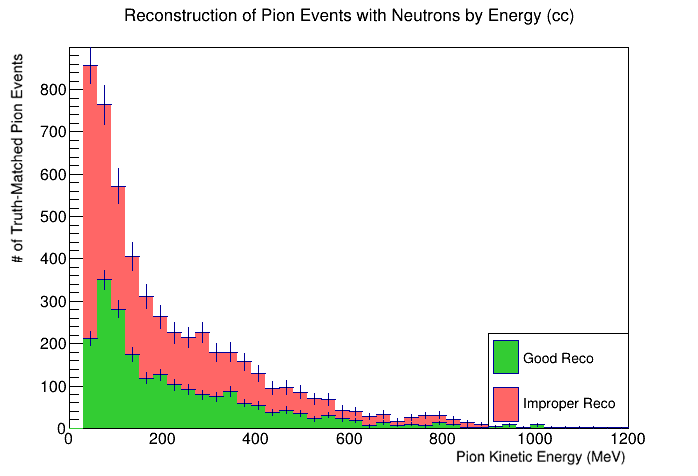 Reconstruction of Pion Events with Neutrons by Energy (cc)
# of Truth-Matched Pion Events
800
700
600
500
400
300
200
100
0
0 200 400 600 800 1000 1200
Pion Kinetic Energy (MeV)
Good Reco
Improper Reco